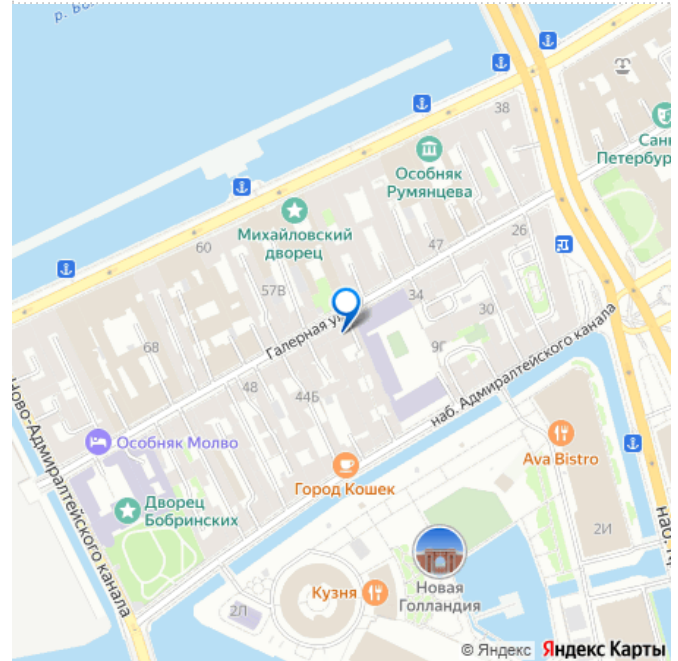 р. Бо
38
Санк
Петербур
Особняк
Румянцева
Михайловский
дворец
60
47
26
57В
34
30
Галерная у
9Г
68
48
44Б
наб. Адмиралтейского канала
Ново-Адмиралтейского канала
Особняк Молво
Город Кошек
Ava Bistro
Дворец
Бобринских
2И
наб.
Кузня
Новая
Голландия
2Л
© Яндекс Яндекс Карты